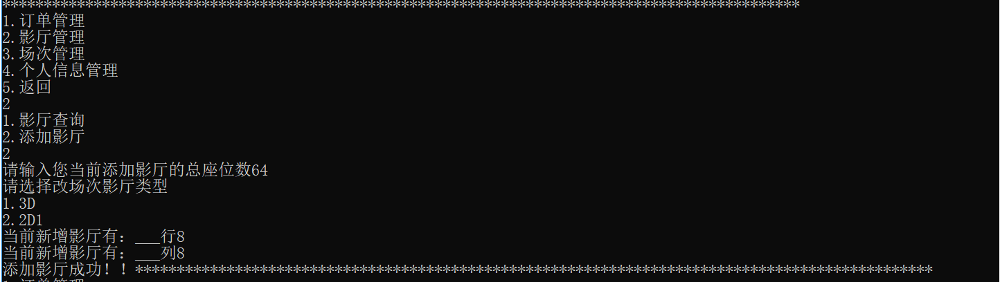 ************************************************************************************************
1.订单管理
2.影厅管理
3.场次管理
4.个人信息管理
5.返回
2
1.影厅查询
2.添加影厅
2
请输入您当前添加影厅的总座位数64
请选择改场次影厅类型
1.3D
2.2D1
当前新增影厅有：___行8
当前新增影厅有：___列8
添加影厅成功！！************************************************************************************************
1.订单管理